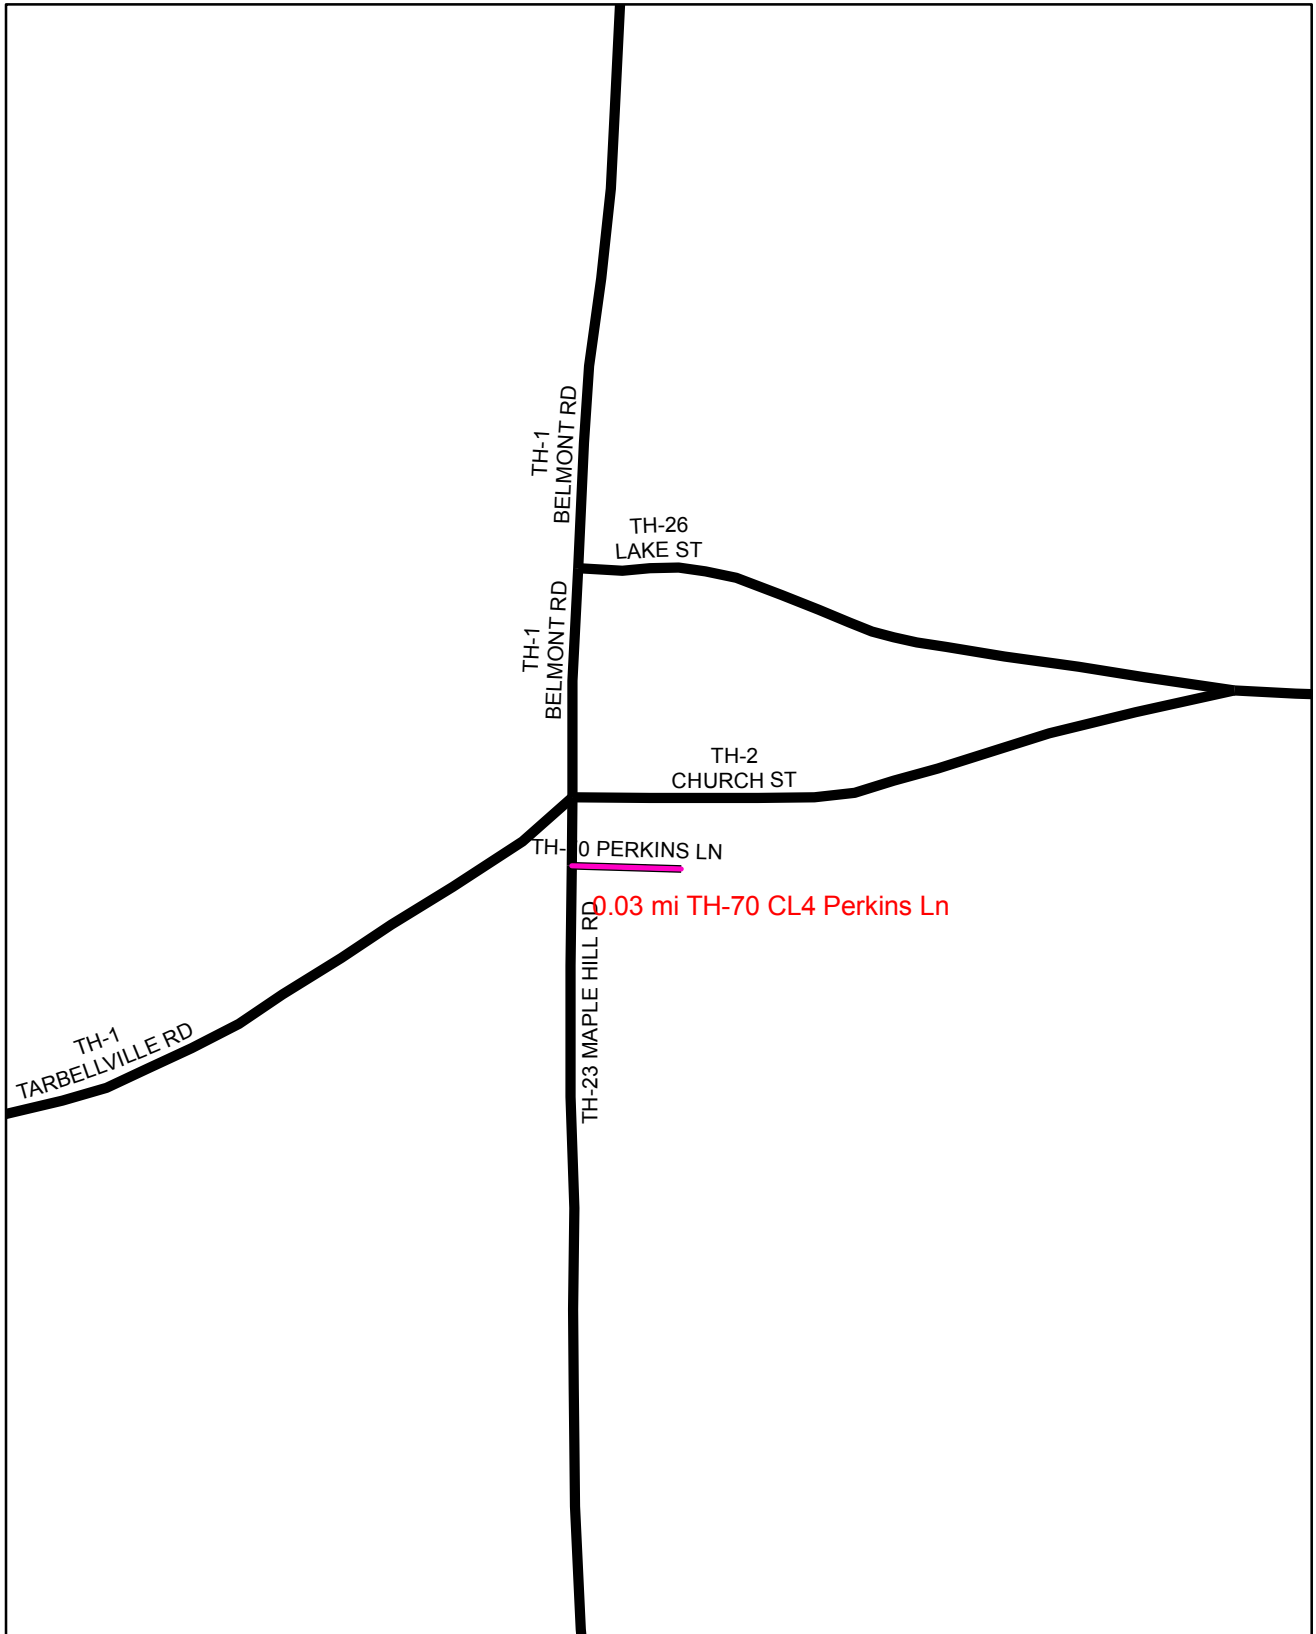 TH-1
BELMONT RD
TH-26
LAKE ST
TH-1
BELMONT RD
TH-2
CHURCH ST
TH- 0 PERKINS LN
0.03 mi TH-70 CL4 Perkins Ln
TH-23 MAPLE HILL RD
TH-1
TARBELLVILLE RD